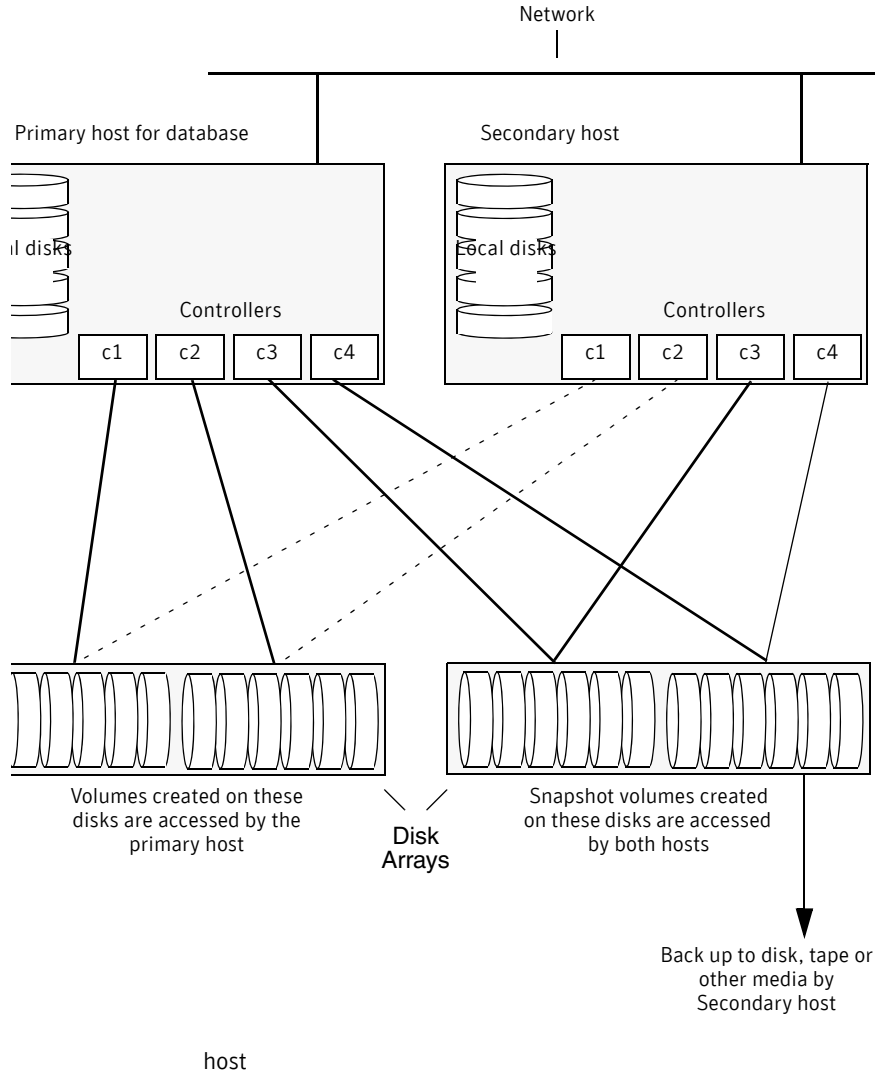 Network
Primary host for database
Secondary host
al disks
Local disks
Controllers
Controllers
c1 c2 c3 c4
c1 c2 c3 c4
Volumes created on these
disks are accessed by the
primary host
Disk
Arrays
Snapshot volumes created
on these disks are accessed
by both hosts
Back up to disk, tape or
other media by
Secondary host
host